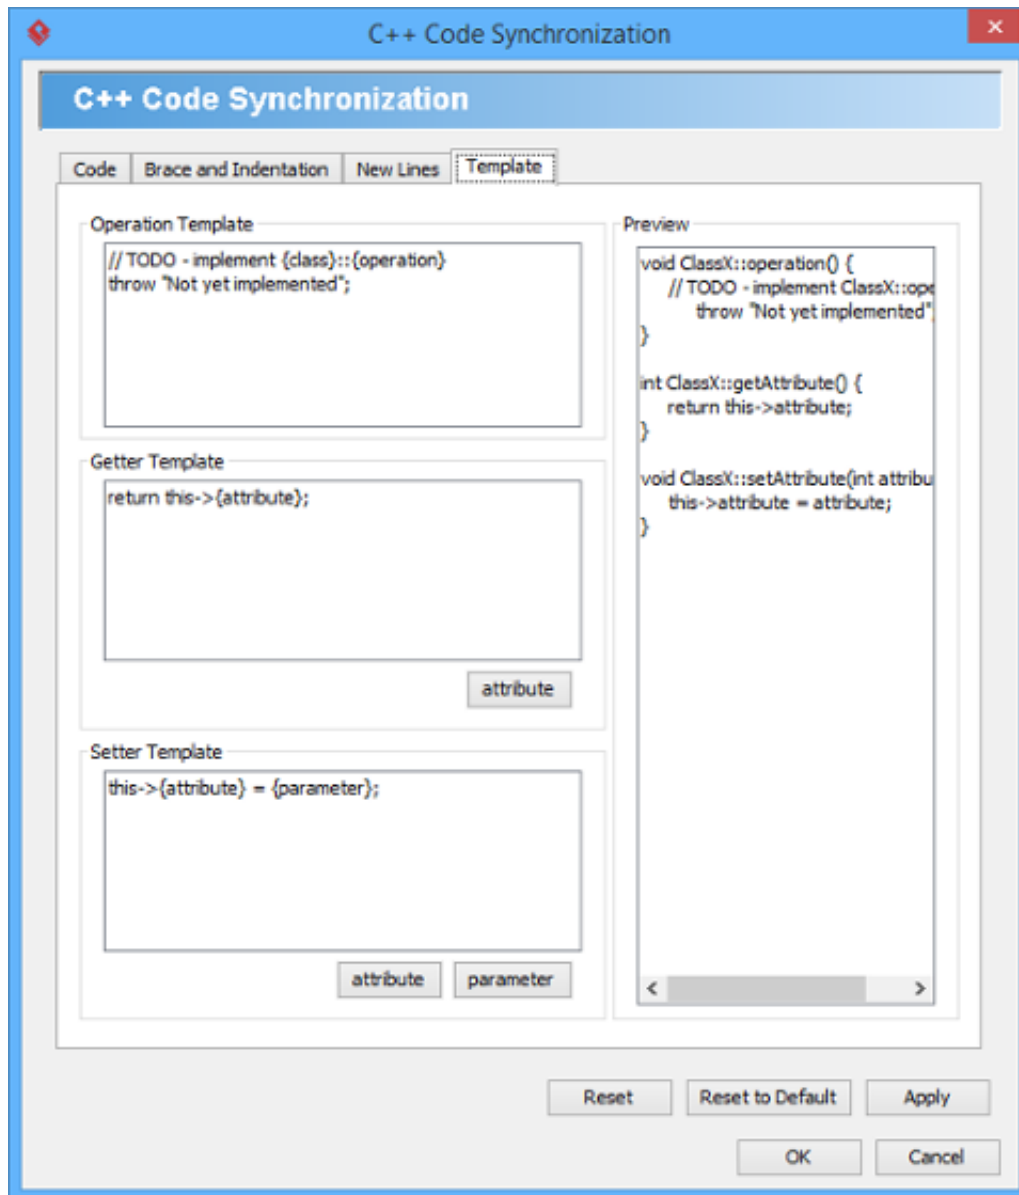 C++ Code Synchronization
C++ Code Synchronization
Code
Brace and Indentation
New Lines
Template
Operation Template
// TODO - implement {class}::{operation}
throw "Not yet implemented";
Getter Template
return this->{attribute};
attribute
Setter Template
this->{attribute} = {parameter};
attribute
parameter
Preview
void ClassX::operation() {
// TODO - implement ClassX::ope
throw "Not yet implemented"
}
int ClassX::getAttribute() {
return this->attribute;
}
void ClassX::setAttribute(int attribu
this->attribute = attribute;
}
Reset
Reset to Default
Apply
OK
Cancel